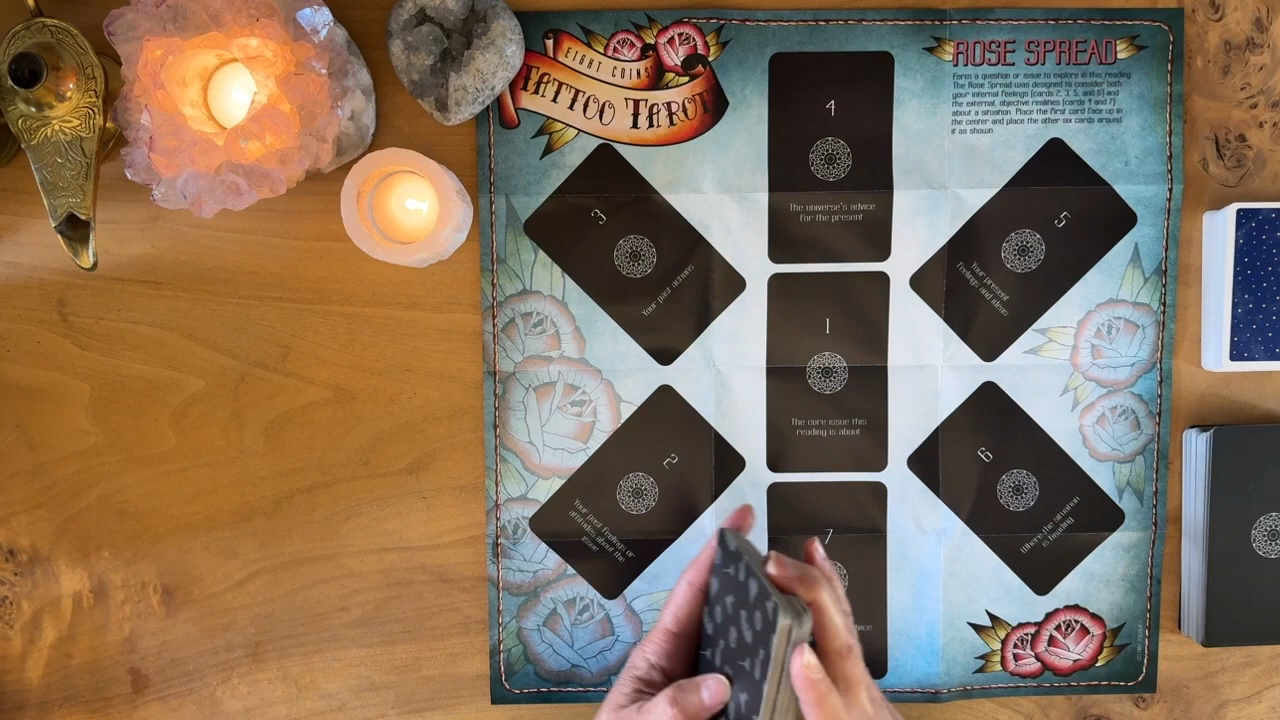 EIGHT COINS'
TATTOO TAROT
ROSE SPREAD
Form a question or issue to explore in this reading.
The Rose Spread was designed to consider both
your internal feelings (cards 2, 3, 5, and 6) and
the external, objective realities (cards 4 and 7)
about a situation. Place the first card face up in
the center and place the other six cards around
it as shown.
4
The universe's advice
for the present
3
Your past actions
5
Your present
feelings and ideas
1
The core issue this
reading is about
2
Your past feelings or
attitudes about the
issue
6
Where the situation
is heading
7